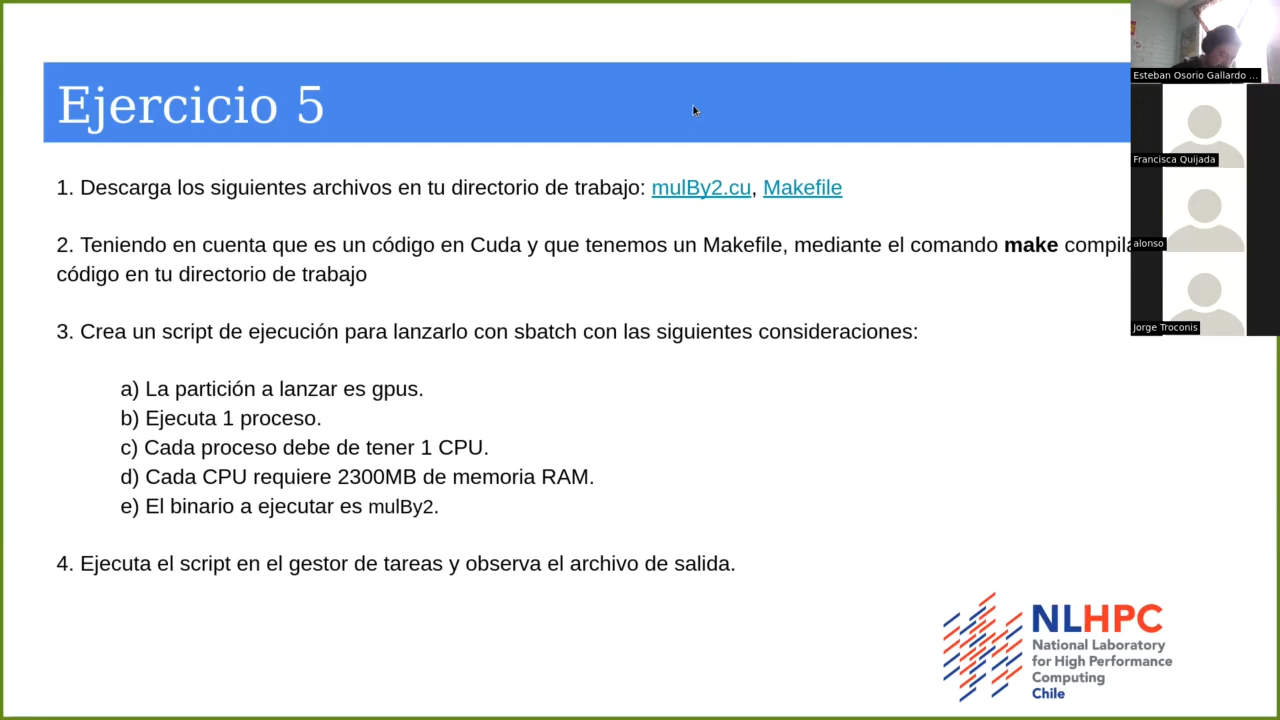 Ejercicio 5
1. Descarga los siguientes archivos en tu directorio de trabajo: mulBy2.cu, Makefile
2. Teniendo en cuenta que es un código en Cuda y que tenemos un Makefile, mediante el comando make compila
código en tu directorio de trabajo
3. Crea un script de ejecución para lanzarlo con sbatch con las siguientes consideraciones:
a) La partición a lanzar es gpus.
b) Ejecuta 1 proceso.
c) Cada proceso debe de tener 1 CPU.
d) Cada CPU requiere 2300MB de memoria RAM.
e) El binario a ejecutar es mulBy2.
4. Ejecuta el script en el gestor de tareas y observa el archivo de salida.
Esteban Osorio Gallardo ...
Francisca Quijada
alonso
Jorge Troconis
NLHPC
National Laboratory
for High Performance
Computing
Chile